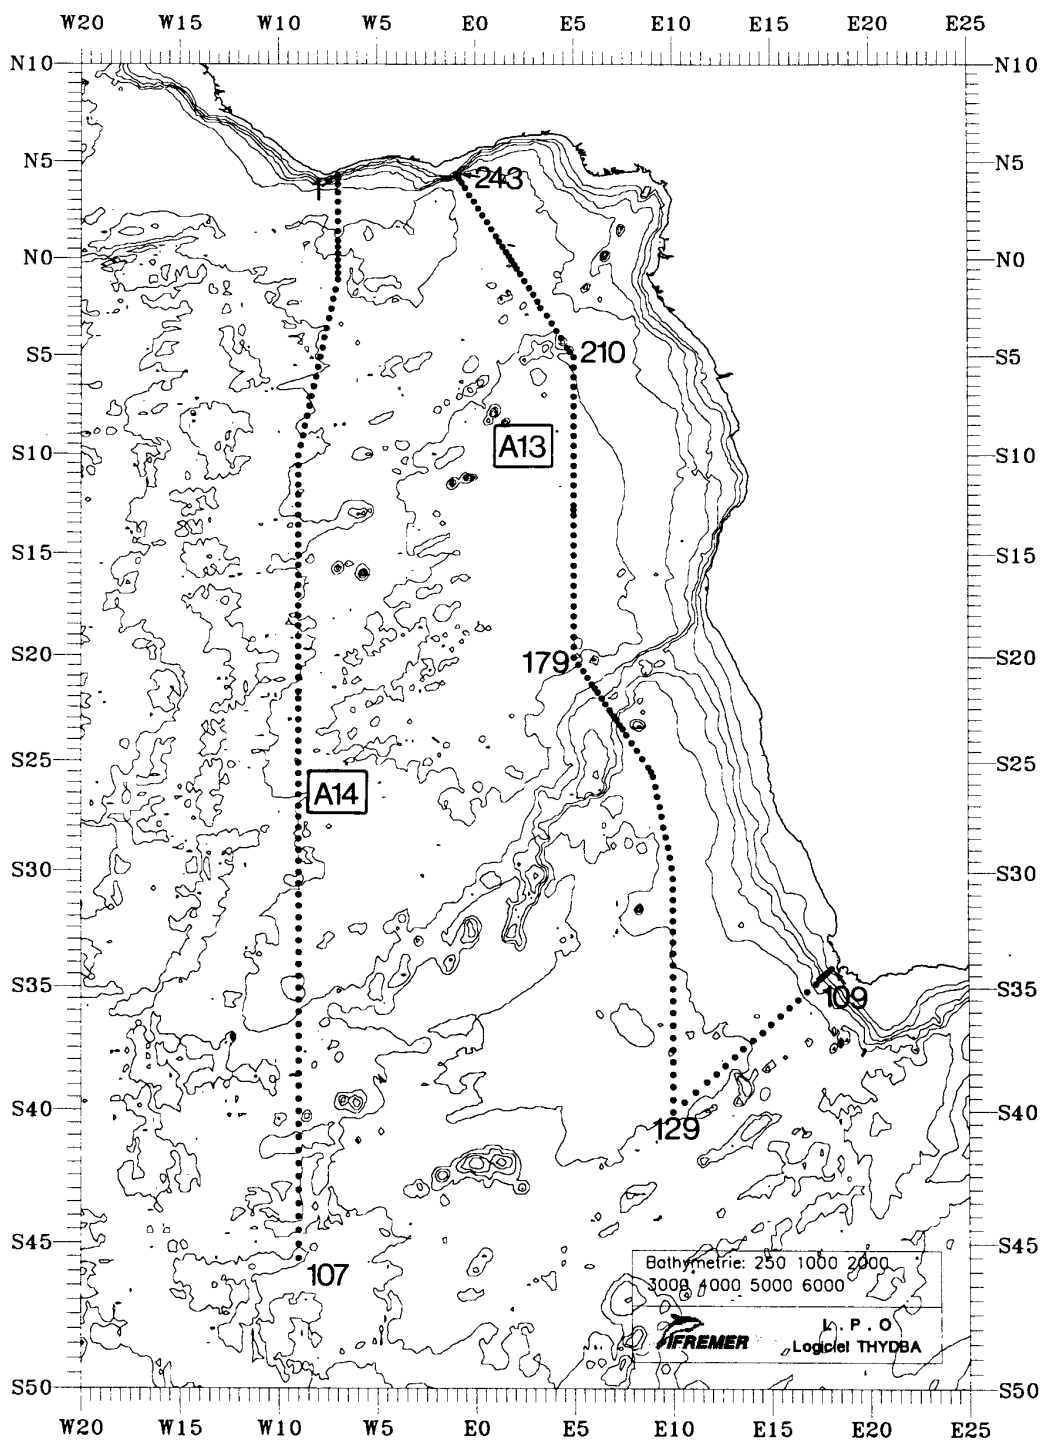 W20 W15 W10 W5 E0 E5 E10 E15 E20 E25
N10 N10
N5 N5
1 243
N0 N0
S5 210 S5
S10 A13 S10
S15 S15
S20 179 S20
S25 S25
A14
S30 S30
S35 109 S35
S40 S40
129
S45 S45
107
Bathymetrie: 250 1000 2000
3000 4000 5000 6000
IFREMER
L.P.O
Logiciel THYDBA
S50 S50
W20 W15 W10 W5 E0 E5 E10 E15 E20 E25